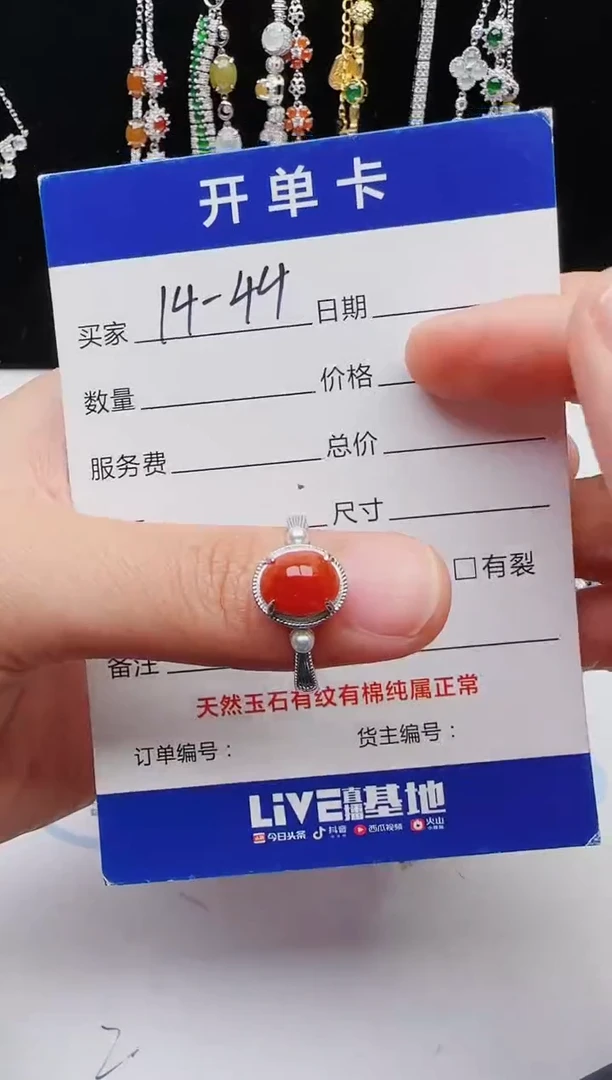 开单卡
买家 14-44 日期
数量 价格
服务费 总价
尺寸
□有裂
备注
天然玉石有纹有棉纯属正常
订单编号： 货主编号：
LiVE直播基地
今日头条 抖音 西瓜视频 火山